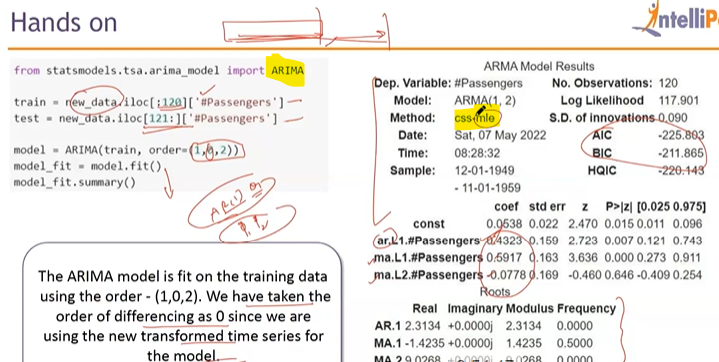 Hands on
IntelliP
from statsmodels.tsa.arima_model import ARIMA
train = new_data.iloc[:120]['#Passengers']
test = new_data.iloc[121:]['#Passengers']
model = ARIMA(train, order=(1,0,2))
model_fit = model.fit()
model_fit.summary()
AR(1)
The ARIMA model is fit on the training data
using the order - (1,0,2). We have taken the
order of differencing as 0 since we are
using the new transformed time series for
the model.
ARMA Model Results
Dep. Variable: #Passengers No. Observations: 120
Model: ARMA(1, 2) Log Likelihood 117.901
Method: css-mle S.D. of innovations 0.090
Date: Sat, 07 May 2022 AIC -225.803
Time: 08:28:32 BIC -211.865
Sample: 12-01-1949 HQIC -220.143
- 11-01-1959
coef std err z P>|z| [0.025 0.975]
const 0.0538 0.022 2.470 0.015 0.011 0.096
ar.L1.#Passengers 0.4323 0.159 2.723 0.007 0.121 0.743
ma.L1.#Passengers 0.5917 0.163 3.636 0.000 0.273 0.911
ma.L2.#Passengers -0.0778 0.169 -0.460 0.646 -0.409 0.254
Roots
Real Imaginary Modulus Frequency
AR.1 2.3134 +0.0000j 2.3134 0.0000
MA.1 -1.4235 +0.0000j 1.4235 0.5000
MA.2 9.0268 +0.0000j 9.0268 0.0000